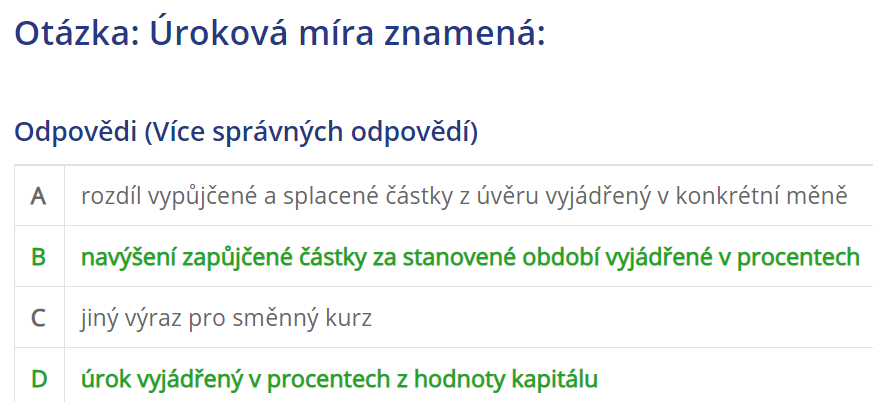 Otázka: Úroková míra znamená:
Odpovědi (Více správných odpovědí)
A rozdíl vypůjčené a splacené částky z úvěru vyjádřený v konkrétní měně
B navýšení zapůjčené částky za stanovené období vyjádřené v procentech
C jiný výraz pro směnný kurz
D úrok vyjádřený v procentech z hodnoty kapitálu